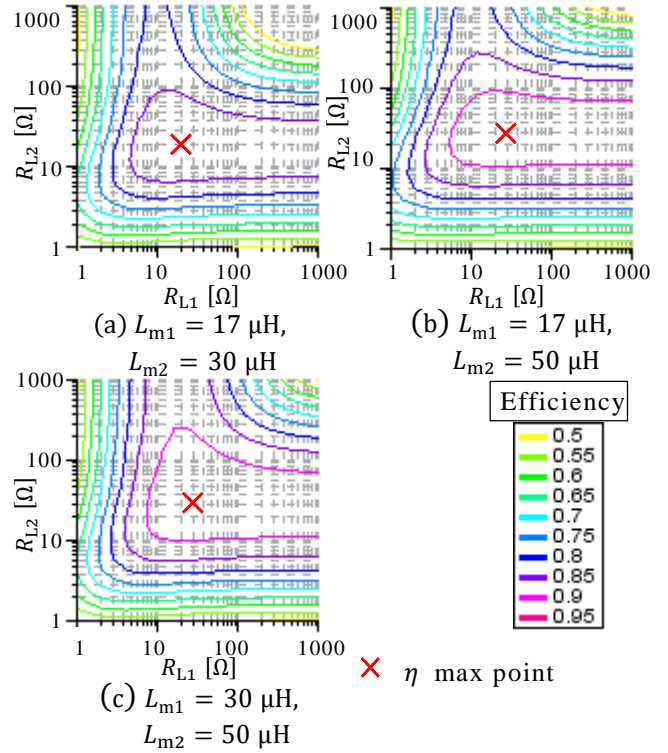 1000
100
10
1
R_L2 [Ω]
1 10 100 1000
R_L1 [Ω]
(a) L_m1 = 17 μH,
L_m2 = 30 μH
1000
100
10
1
R_L2 [Ω]
1 10 100 1000
R_L1 [Ω]
(b) L_m1 = 17 μH,
L_m2 = 50 μH
1000
100
10
1
R_L2 [Ω]
1 10 100 1000
R_L1 [Ω]
(c) L_m1 = 30 μH,
L_m2 = 50 μH
Efficiency
0.5
0.55
0.6
0.65
0.7
0.75
0.8
0.85
0.9
0.95
η max point